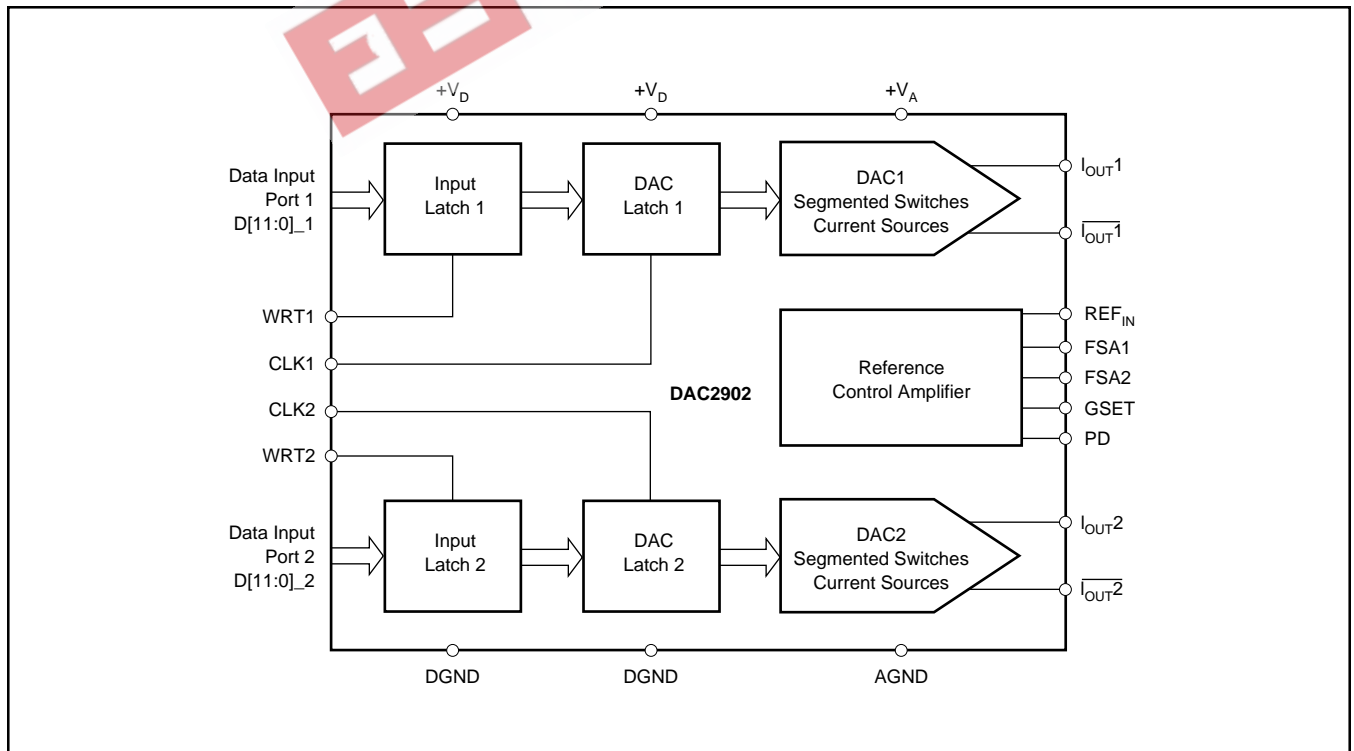 +VD +VD +VA
Data Input
Port 1
D[11:0]_1
Input
Latch 1
DAC
Latch 1
DAC1
Segmented Switches
Current Sources
IOUT1
IOUT1
WRT1
CLK1
CLK2
WRT2
DAC2902
Reference
Control Amplifier
REFIN
FSA1
FSA2
GSET
PD
Data Input
Port 2
D[11:0]_2
Input
Latch 2
DAC
Latch 2
DAC2
Segmented Switches
Current Sources
IOUT2
IOUT2
DGND DGND AGND